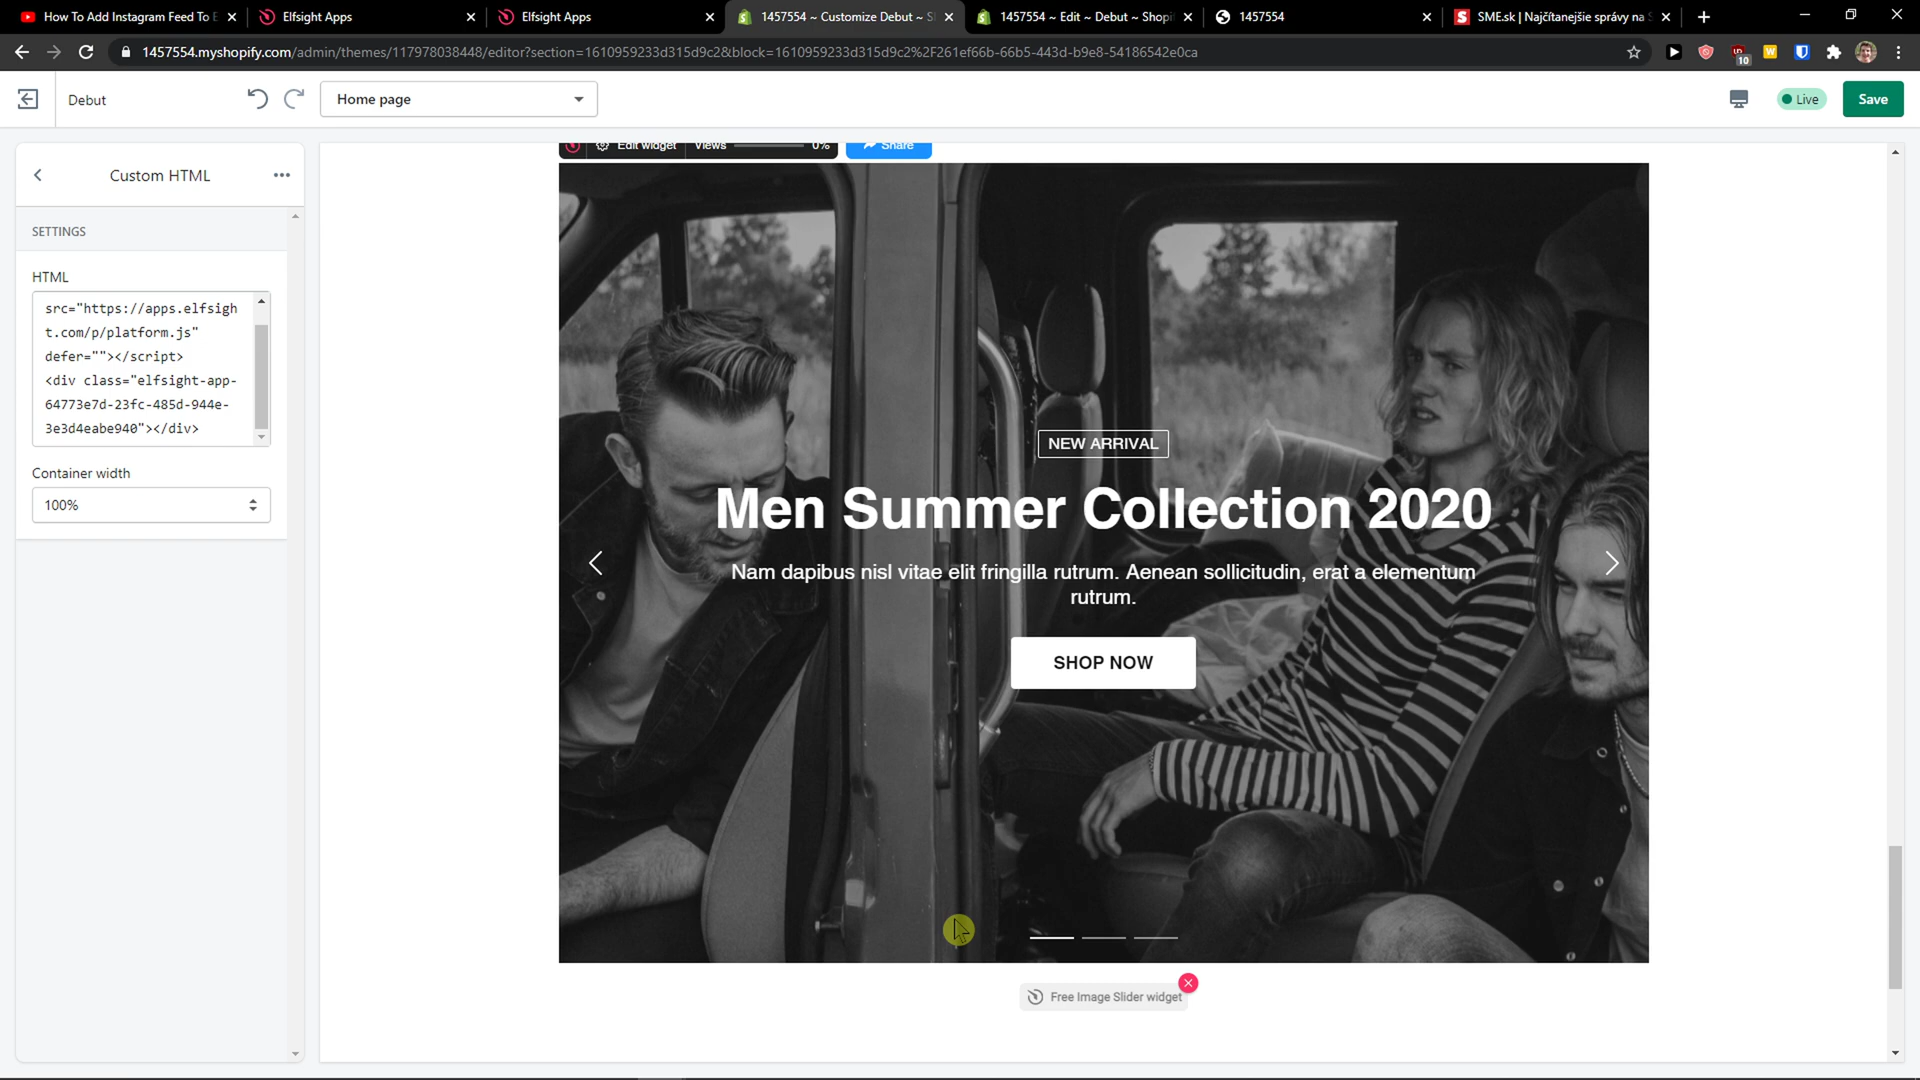 How To Add Instagram Feed To E
Elfsight Apps
Elfsight Apps
1457554 ~ Customize Debut ~ S
1457554 ~ Edit ~ Debut ~ Shopi
1457554
SME.sk | Najčítanejšie správy na S
1457554.myshopify.com/admin/themes/117978038448/editor?section=1610959233d315d9c2&block=1610959233d315d9c2%2F261ef66b-66b5-443d-b9e8-54186542e0ca
10
Debut
Home page
Live
Save
Custom HTML
SETTINGS
HTML
src="https://apps.elfsigh
t.com/p/platform.js"
defer=""></script>
<div class="elfsight-app-
64773e7d-23fc-485d-944e-
3e3d4eabe940"></div>
Container width
100%
Edit widget
Views
0%
Share
NEW ARRIVAL
Men Summer Collection 2020
Nam dapibus nisl vitae elit fringilla rutrum. Aenean sollicitudin, erat a elementum
rutrum.
SHOP NOW
Free Image Slider widget